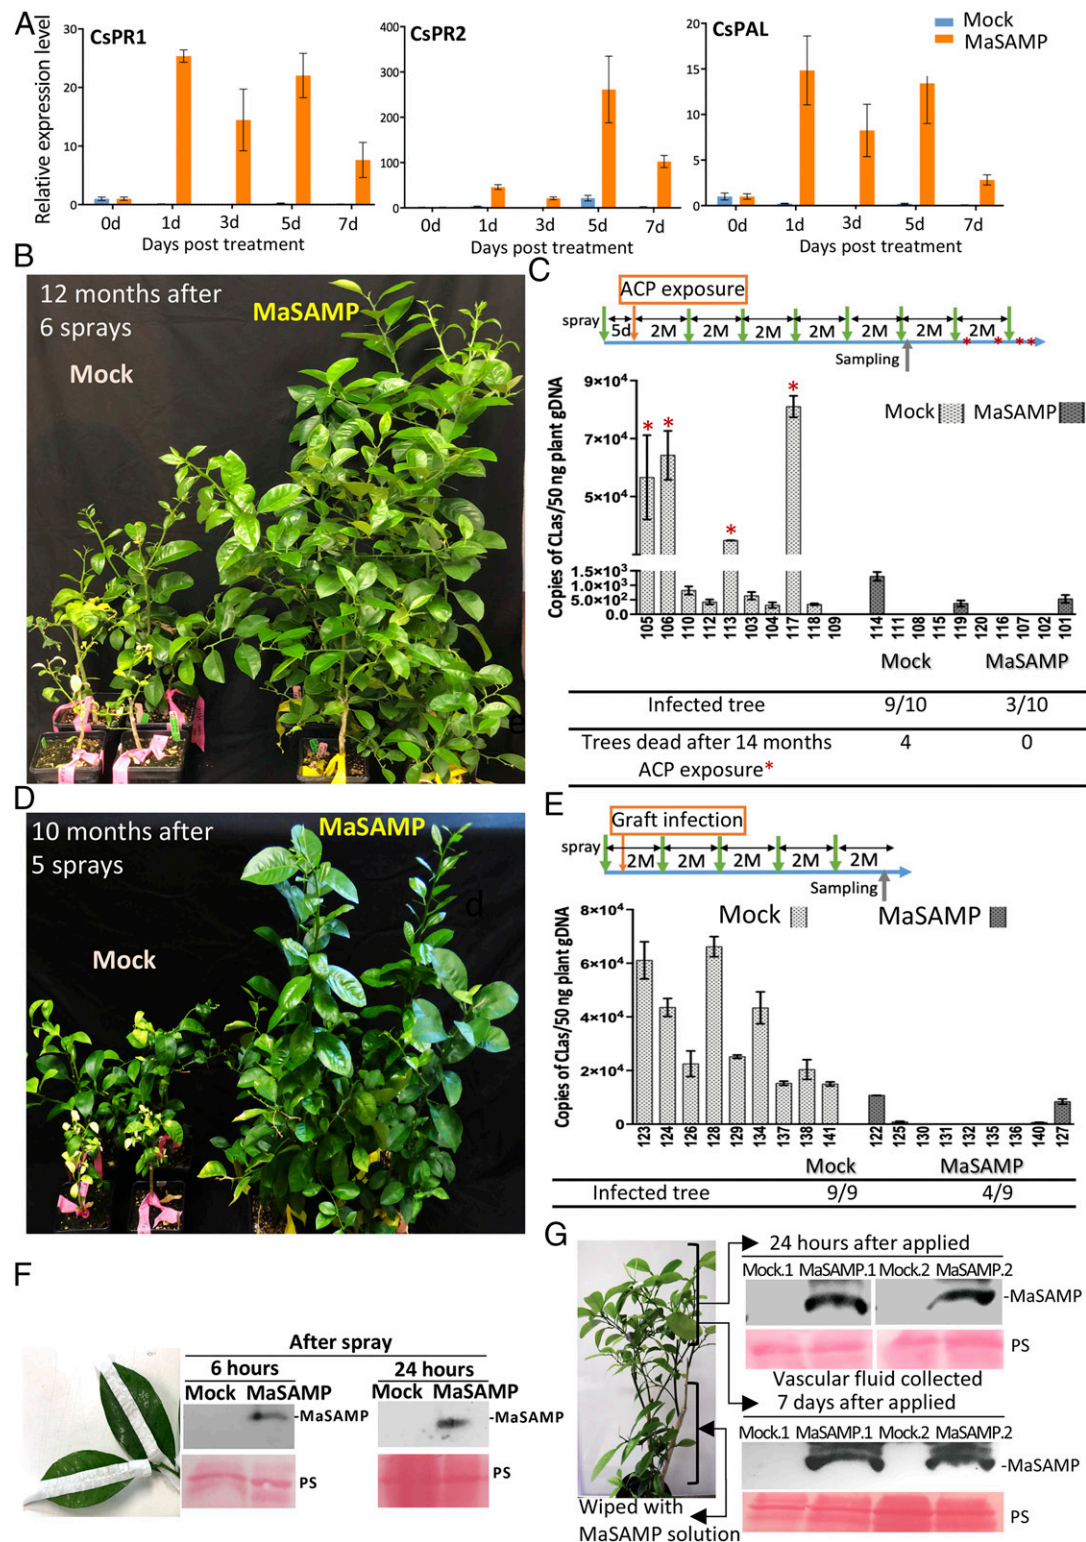 A
CsPR1
CsPR2
CsPAL
Mock
MaSAMP
Relative expression level
30
20
10
0
400
300
200
100
0
20
15
10
5
0
0d 1d 3d 5d 7d
0d 1d 3d 5d 7d
0d 1d 3d 5d 7d
Days post treatment
Days post treatment
Days post treatment
B
12 months after
6 sprays
Mock
MaSAMP
e
C
ACP exposure
spray
5d 2M 2M 2M 2M 2M 2M 2M
* * * *
Sampling
Copies of CLas/50 ng plant gDNA
9×10⁴
7×10⁴
5×10⁴
1.5×10³
1.0×10³
5.0×10²
0.0
* * * *
Mock MaSAMP
105 106 110 112 113 103 104 117 118 109 114 111 108 115 119 120 116 107 102 101
Mock MaSAMP
Infected tree 9/10 3/10
Trees dead after 14 months 4 0
ACP exposure*
D
10 months after
5 sprays
Mock
MaSAMP
d
E
Graft infection
spray
2M 2M 2M 2M 2M
Sampling
Copies of CLas/50 ng plant gDNA
8×10⁴
6×10⁴
4×10⁴
2×10⁴
0
Mock MaSAMP
123 124 126 128 129 134 137 138 141 122 125 130 131 132 135 136 140 127
Mock MaSAMP
Infected tree 9/9 4/9
F
After spray
6 hours 24 hours
Mock MaSAMP Mock MaSAMP
-MaSAMP -MaSAMP
PS PS
G
24 hours after applied
Mock.1 MaSAMP.1 Mock.2 MaSAMP.2
-MaSAMP
PS
Vascular fluid collected
7 days after applied
Mock.1 MaSAMP.1 Mock.2 MaSAMP.2
-MaSAMP
PS
Wiped with
MaSAMP solution